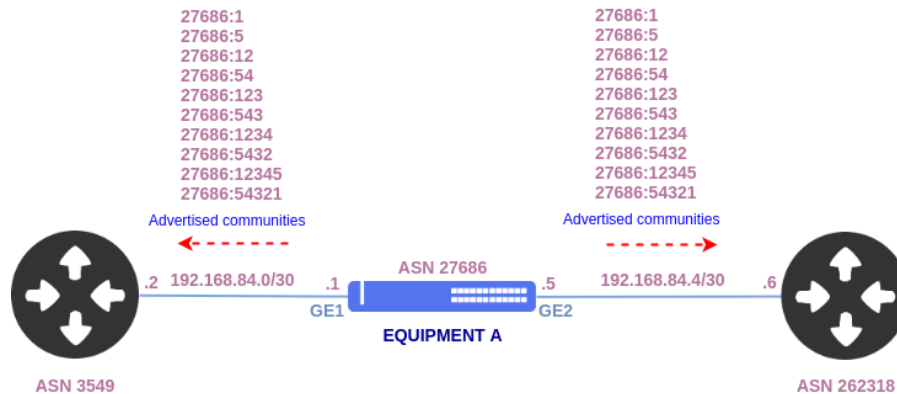 27686:1
27686:5
27686:12
27686:54
27686:123
27686:543
27686:1234
27686:5432
27686:12345
27686:54321
Advertised communities
27686:1
27686:5
27686:12
27686:54
27686:123
27686:543
27686:1234
27686:5432
27686:12345
27686:54321
Advertised communities
.2 192.168.84.0/30 .1
ASN 27686
.5 192.168.84.4/30 .6
GE1
GE2
EQUIPMENT A
ASN 3549
ASN 262318